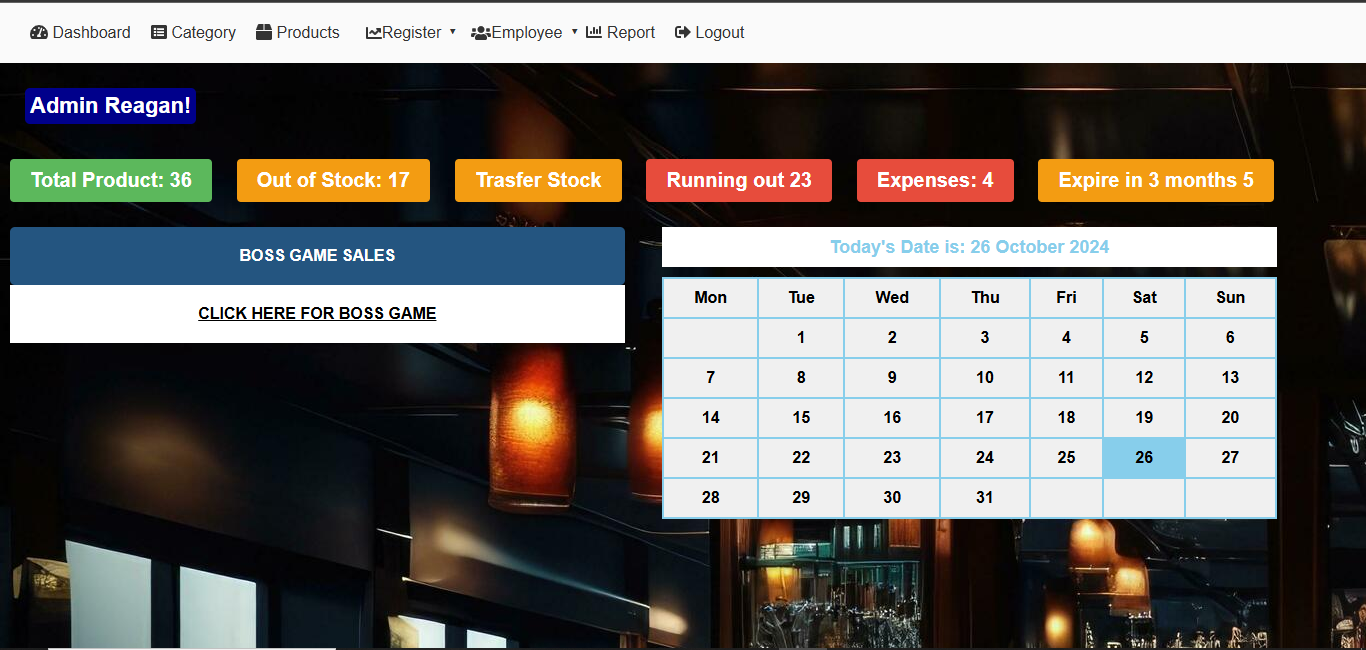 Dashboard Category Products Register Employee Report Logout
Admin Reagan!
Total Product: 36 Out of Stock: 17 Trasfer Stock Running out 23 Expenses: 4 Expire in 3 months 5
BOSS GAME SALES
CLICK HERE FOR BOSS GAME
Today's Date is: 26 October 2024
Mon Tue Wed Thu Fri Sat Sun
1 2 3 4 5 6
7 8 9 10 11 12 13
14 15 16 17 18 19 20
21 22 23 24 25 26 27
28 29 30 31